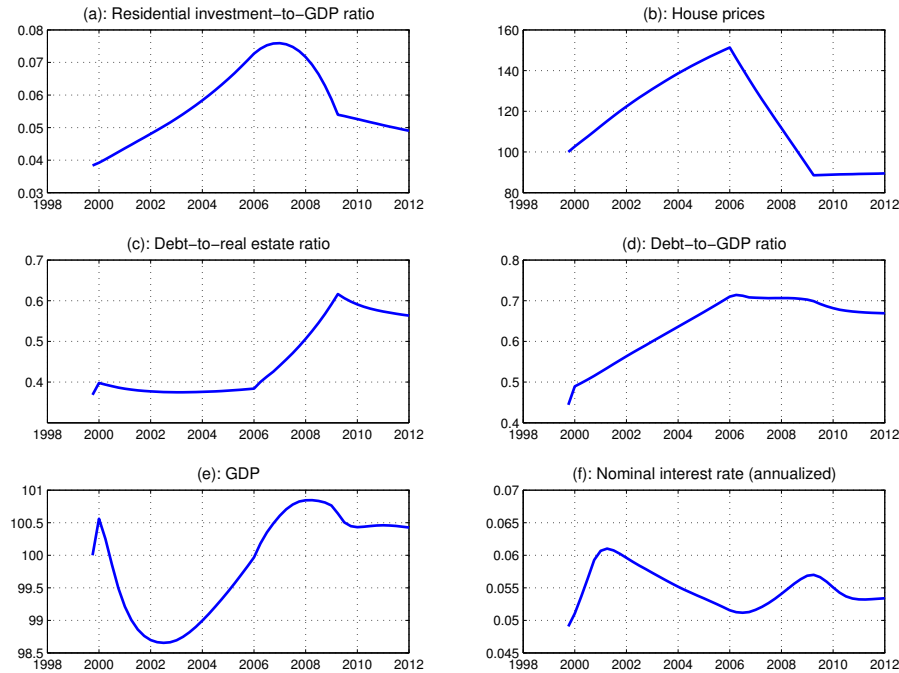 (a): Residential investment−to−GDP ratio
0.08
0.07
0.06
0.05
0.04
0.03
1998 2000 2002 2004 2006 2008 2010 2012
(b): House prices
160
140
120
100
80
1998 2000 2002 2004 2006 2008 2010 2012
(c): Debt−to−real estate ratio
0.7
0.6
0.5
0.4
1998 2000 2002 2004 2006 2008 2010 2012
(d): Debt−to−GDP ratio
0.8
0.7
0.6
0.5
0.4
1998 2000 2002 2004 2006 2008 2010 2012
(e): GDP
101
100.5
100
99.5
99
98.5
1998 2000 2002 2004 2006 2008 2010 2012
(f): Nominal interest rate (annualized)
0.07
0.065
0.06
0.055
0.05
0.045
1998 2000 2002 2004 2006 2008 2010 2012